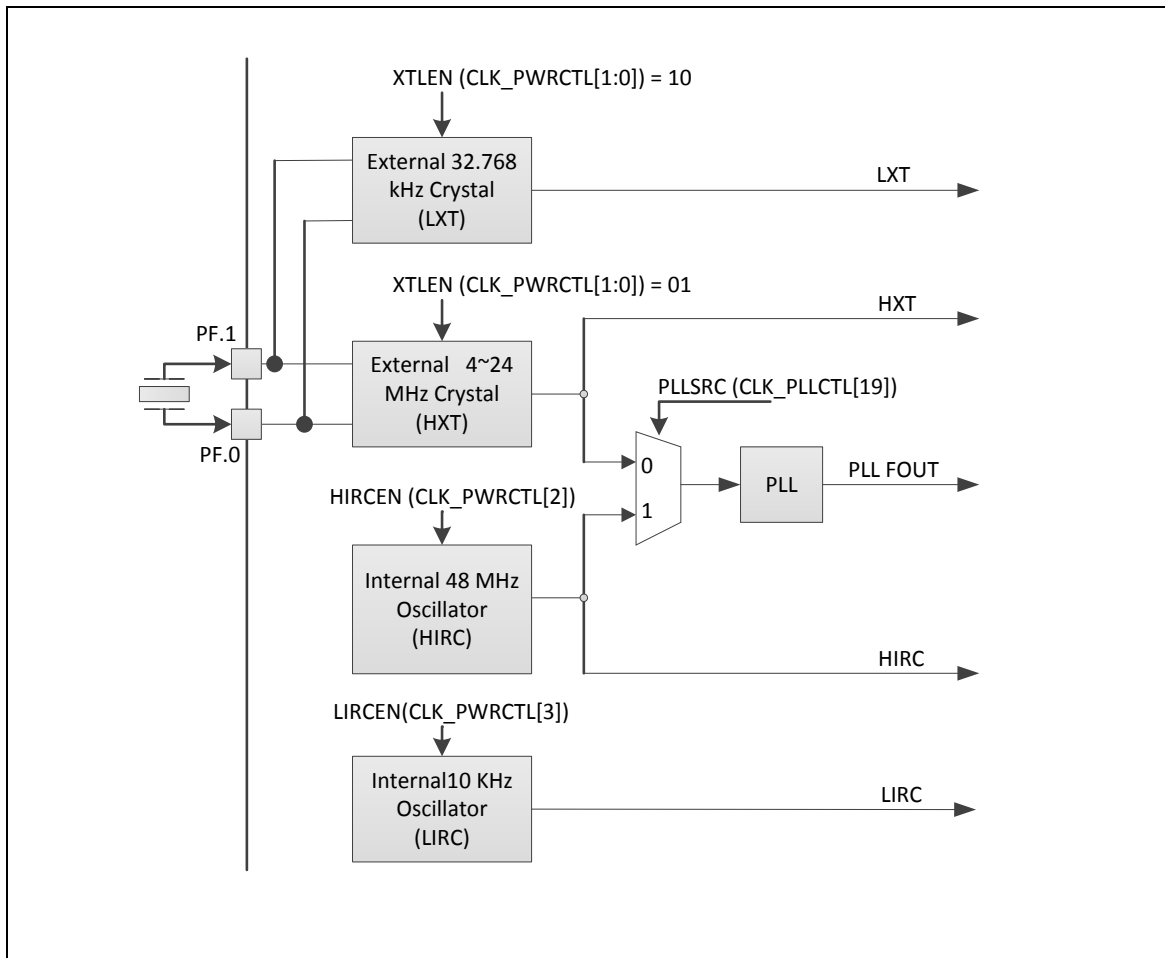 XTLEN (CLK_PWRCTL[1:0]) = 10
External 32.768
kHz Crystal
(LXT)
LXT
XTLEN (CLK_PWRCTL[1:0]) = 01
HXT
PF.1
External 4~24
MHz Crystal
(HXT)
PLLSRC (CLK_PLLCTL[19])
PF.0
0
PLL
PLL FOUT
HIRCEN (CLK_PWRCTL[2])
1
Internal 48 MHz
Oscillator
(HIRC)
HIRC
LIRCEN(CLK_PWRCTL[3])
Internal10 KHz
Oscillator
(LIRC)
LIRC